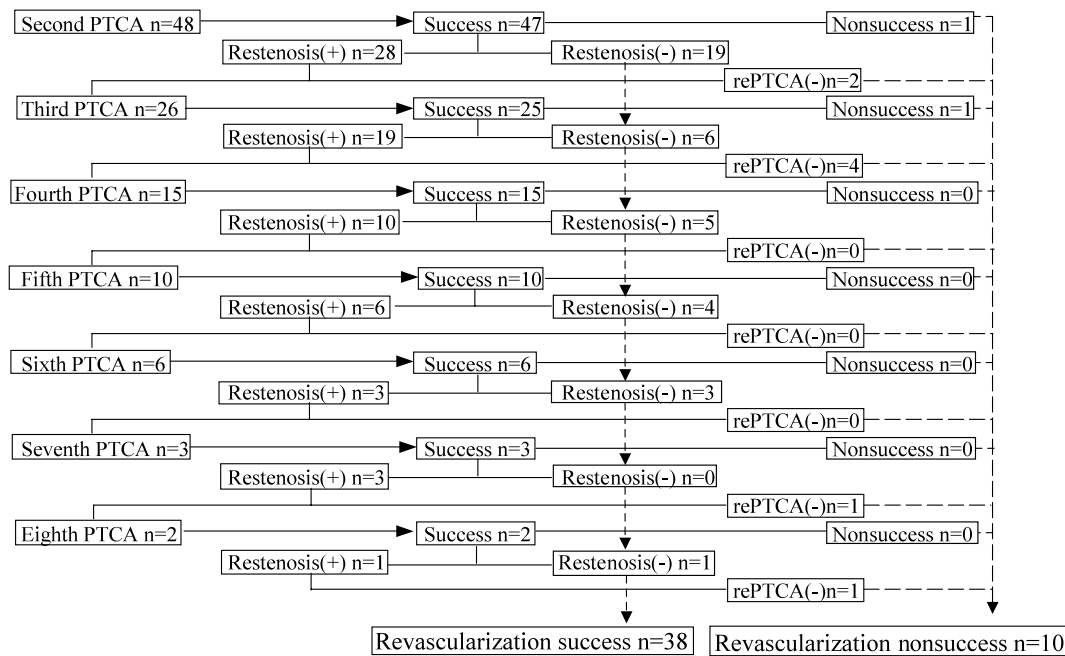 Second PTCA n=48 Success n=47 Nonsuccess n=1
Restenosis(+) n=28 Restenosis(-) n=19
rePTCA(-)n=2
Third PTCA n=26 Success n=25 Nonsuccess n=1
Restenosis(+) n=19 Restenosis(-) n=6
rePTCA(-)n=4
Fourth PTCA n=15 Success n=15 Nonsuccess n=0
Restenosis(+) n=10 Restenosis(-) n=5
rePTCA(-)n=0
Fifth PTCA n=10 Success n=10 Nonsuccess n=0
Restenosis(+) n=6 Restenosis(-) n=4
rePTCA(-)n=0
Sixth PTCA n=6 Success n=6 Nonsuccess n=0
Restenosis(+) n=3 Restenosis(-) n=3
rePTCA(-)n=0
Seventh PTCA n=3 Success n=3 Nonsuccess n=0
Restenosis(+) n=3 Restenosis(-) n=0
rePTCA(-)n=1
Eighth PTCA n=2 Success n=2 Nonsuccess n=0
Restenosis(+) n=1 Restenosis(-) n=1
rePTCA(-)n=1
Revascularization success n=38 Revascularization nonsuccess n=10